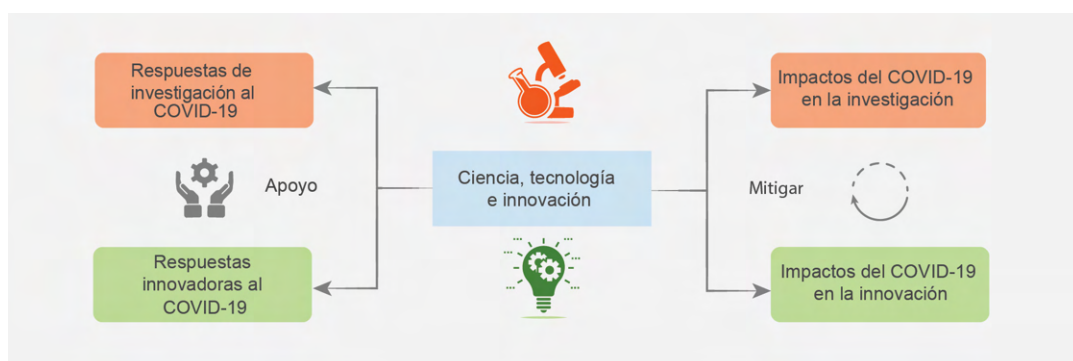 Respuestas de
investigación al
COVID-19
Impactos del COVID-19
en la investigación
Apoyo
Ciencia, tecnología
e innovación
Mitigar
Respuestas
innovadoras al
COVID-19
Impactos del COVID-19
en la innovación